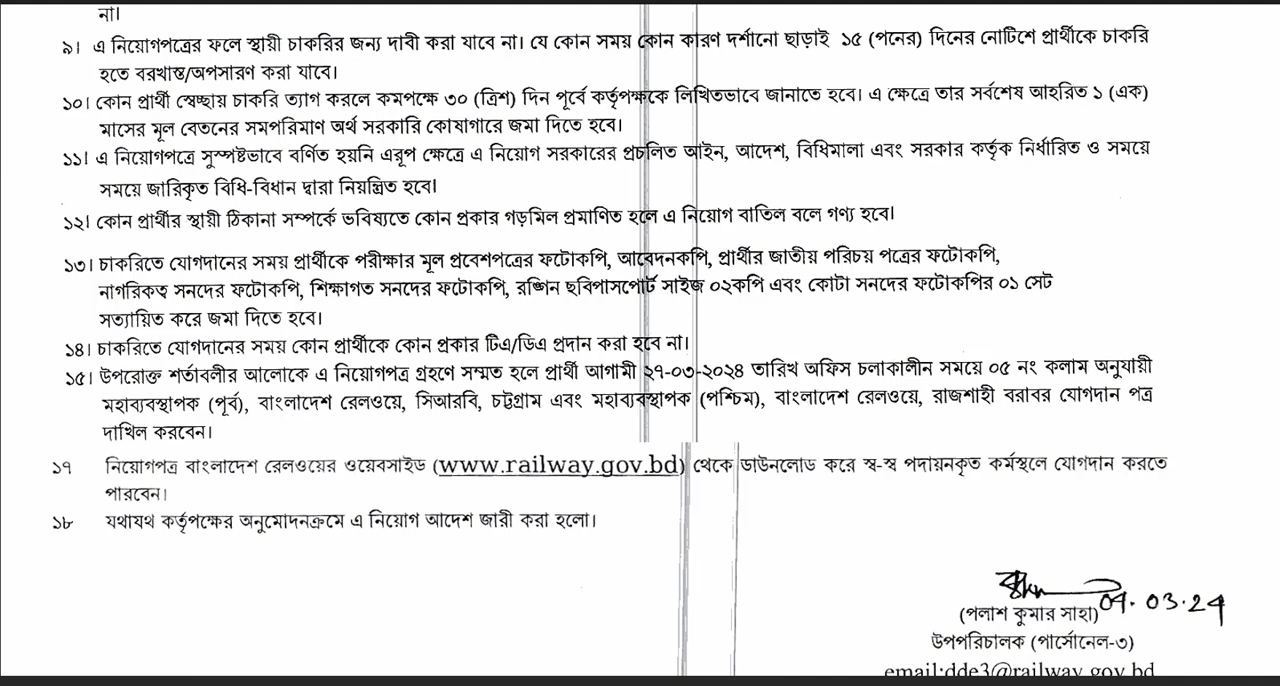 না।
৯। এ নিয়োগপত্রের ফলে স্থায়ী চাকরির জন্য দাবী করা যাবে না। যে কোন সময় কোন কারণ দর্শানো ছাড়াই ১৫ (পনের) দিনের নোটিশে প্রার্থীকে চাকরি
হতে বরখাস্ত/অপসারণ করা যাবে।
১০। কোন প্রার্থী স্বেচ্ছায় চাকরি ত্যাগ করলে কমপক্ষে ৩০ (ত্রিশ) দিন পূর্বে কর্তৃপক্ষকে লিখিতভাবে জানাতে হবে। এ ক্ষেত্রে তার সর্বশেষ আহরিত ১ (এক)
মাসের মূল বেতনের সমপরিমাণ অর্থ সরকারি কোষাগারে জমা দিতে হবে।
১১। এ নিয়োগপত্রে সুস্পষ্টভাবে বর্ণিত হয়নি এরূপ ক্ষেত্রে এ নিয়োগ সরকারের প্রচলিত আইন, আদেশ, বিধিমালা এবং সরকার কর্তৃক নির্ধারিত ও সময়ে
সময়ে জারিকৃত বিধি-বিধান দ্বারা নিয়ন্ত্রিত হবে।
১২। কোন প্রার্থীর স্থায়ী ঠিকানা সম্পর্কে ভবিষ্যতে কোন প্রকার গড়মিল প্রমাণিত হলে এ নিয়োগ বাতিল বলে গণ্য হবে।
১৩। চাকরিতে যোগদানের সময় প্রার্থীকে পরীক্ষার মূল প্রবেশপত্রের ফটোকপি, আবেদনকপি, প্রার্থীর জাতীয় পরিচয় পত্রের ফটোকপি,
নাগরিকত্ব সনদের ফটোকপি, শিক্ষাগত সনদের ফটোকপি, রঙ্গিন ছবিপাসপোর্ট সাইজ ০২কপি এবং কোটা সনদের ফটোকপির ০১ সেট
সত্যায়িত করে জমা দিতে হবে।
১৪। চাকরিতে যোগদানের সময় কোন প্রার্থীকে কোন প্রকার টিএ/ডিএ প্রদান করা হবে না।
১৫। উপরোক্ত শর্তাবলীর আলোকে এ নিয়োগপত্র গ্রহণে সম্মত হলে প্রার্থী আগামী ২৭-০৩-২০২৪ তারিখ অফিস চলাকালীন সময়ে ০৫ নং কলাম অনুযায়ী
মহাব্যবস্থাপক (পূর্ব), বাংলাদেশ রেলওয়ে, সিআরবি, চট্টগ্রাম এবং মহাব্যবস্থাপক (পশ্চিম), বাংলাদেশ রেলওয়ে, রাজশাহী বরাবর যোগদান পত্র
দাখিল করবেন।
১৭ নিয়োগপত্র বাংলাদেশ রেলওয়ের ওয়েবসাইড (www.railway.gov.bd) থেকে ডাউনলোড করে স্ব-স্ব পদায়নকৃত কর্মস্থলে যোগদান করতে
পারবেন।
১৮ যথাযথ কর্তৃপক্ষের অনুমোদনক্রমে এ নিয়োগ আদেশ জারী করা হলো।
03.24
(পলাশ কুমার সাহা)
উপপরিচালক (পার্সোনেল-৩)
email:dde3@railway.gov.bd